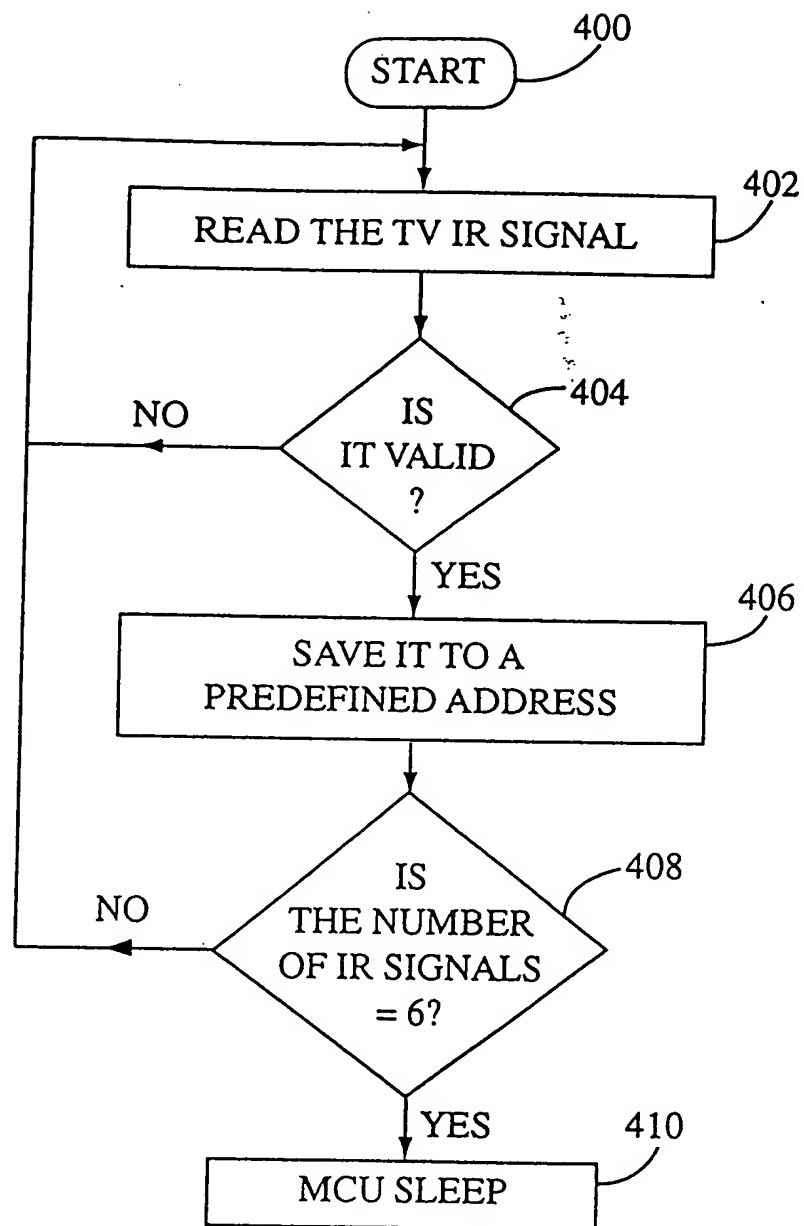 START
400
READ THE TV IR SIGNAL
402
IS
IT VALID
?
404
NO
YES
SAVE IT TO A
PREDEFINED ADDRESS
406
IS
THE NUMBER
OF IR SIGNALS
= 6?
408
NO
YES
MCU SLEEP
410